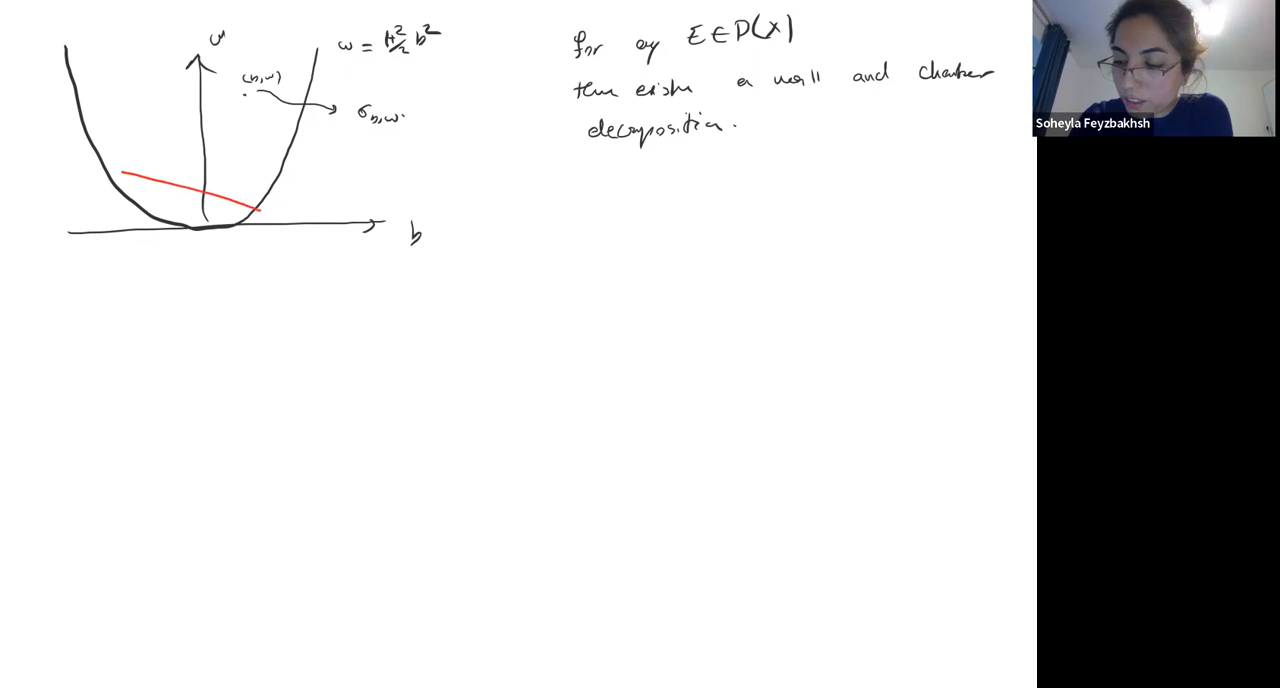 w
w = H²/2 b²
(b,w)
σb,w.
b
for any E ∈ D(X)
there exists a wall and chamber
decomposition.
Soheyla Feyzbakhsh